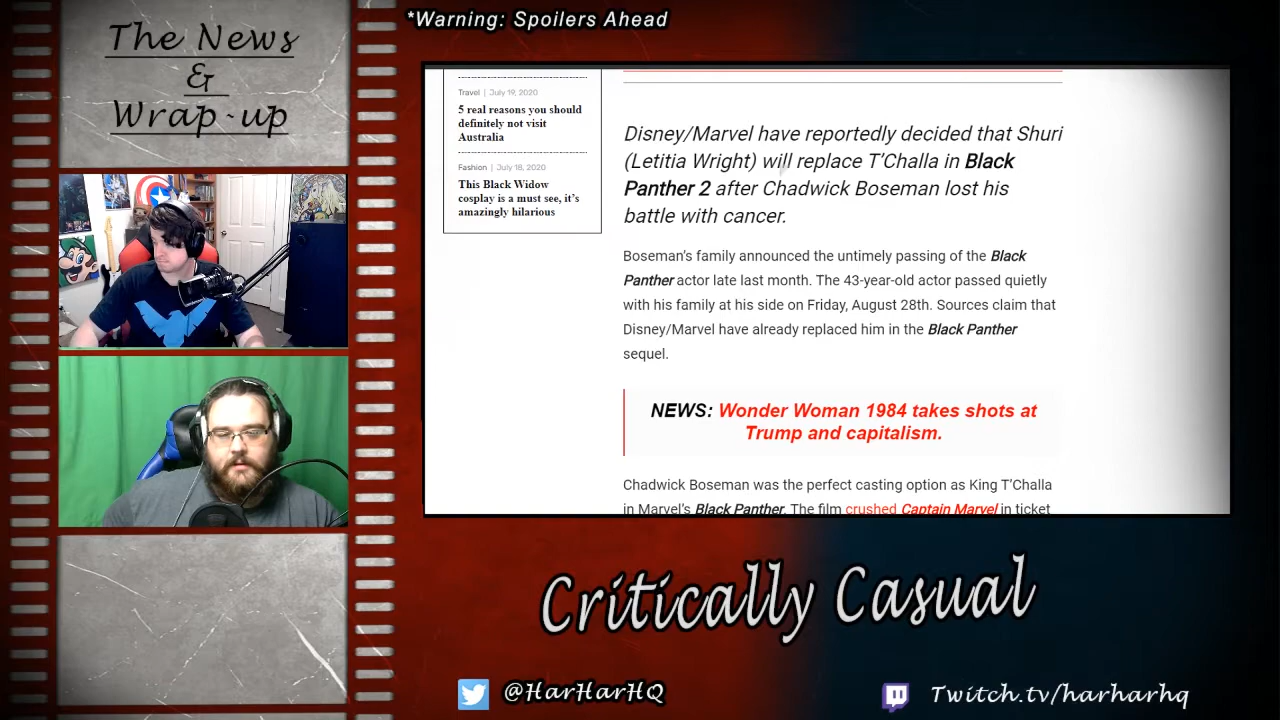 *Warning: Spoilers Ahead
The News
&
Wrap-up
Travel | July 19, 2020
5 real reasons you should
definitely not visit
Australia
Fashion | July 18, 2020
This Black Widow
cosplay is a must see, it's
amazingly hilarious
Disney/Marvel have reportedly decided that Shuri
(Letitia Wright) will replace T'Challa in Black
Panther 2 after Chadwick Boseman lost his
battle with cancer.
Boseman's family announced the untimely passing of the Black
Panther actor late last month. The 43-year-old actor passed quietly
with his family at his side on Friday, August 28th. Sources claim that
Disney/Marvel have already replaced him in the Black Panther
sequel.
NEWS: Wonder Woman 1984 takes shots at
Trump and capitalism.
Chadwick Boseman was the perfect casting option as King T'Challa
in Marvel's Black Panther. The film crushed Captain Marvel in ticket
Critically Casual
@HarHarHQ
Twitch.tv/harharhq